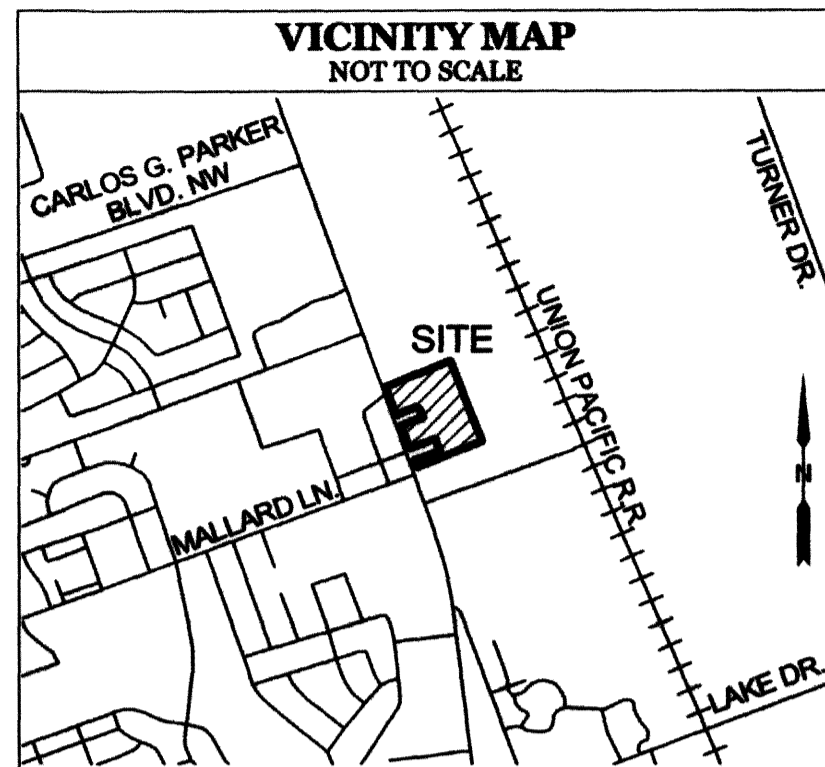 VICINITY MAP
NOT TO SCALE
CARLOS G. PARKER
BLVD. NW
TURNER DR.
UNION PACIFIC R.R.
SITE
N
MALLARD LN.
LAKE DR.